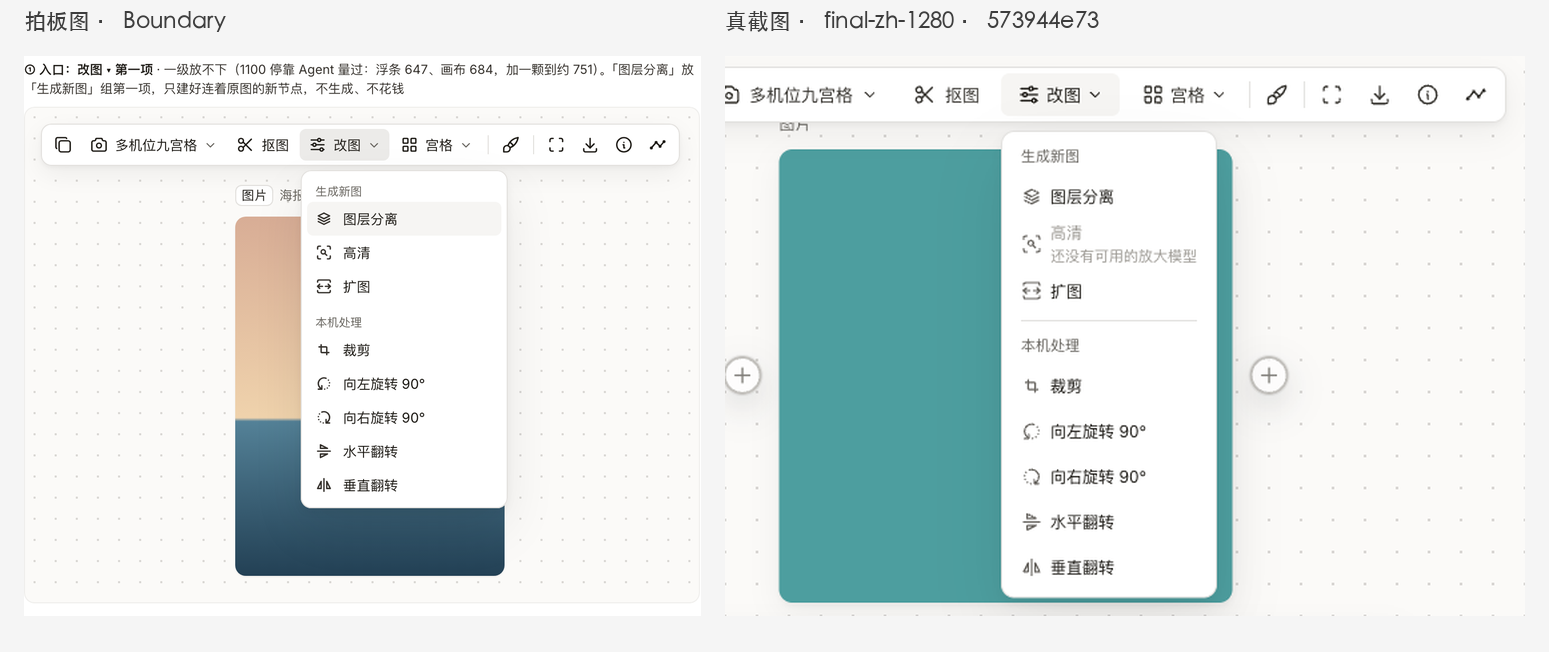 拍板图 · Boundary
① 入口：改图 ▾ 第一项 · 一级放不下（1100 停靠 Agent 量过：浮条 647、画布 684，加一颗到约 751）。「图层分离」放
「生成新图」组第一项，只建好连着原图的新节点，不生成、不花钱
多机位九宫格 抠图 改图 宫格
图片 海报
生成新图
图层分离
高清
扩图
本机处理
裁剪
向左旋转 90°
向右旋转 90°
水平翻转
垂直翻转
真截图 · final-zh-1280 · 573944e73
多机位九宫格 抠图 改图 宫格
图片
生成新图
图层分离
高清
还没有可用的放大模型
扩图
本机处理
裁剪
向左旋转 90°
向右旋转 90°
水平翻转
垂直翻转